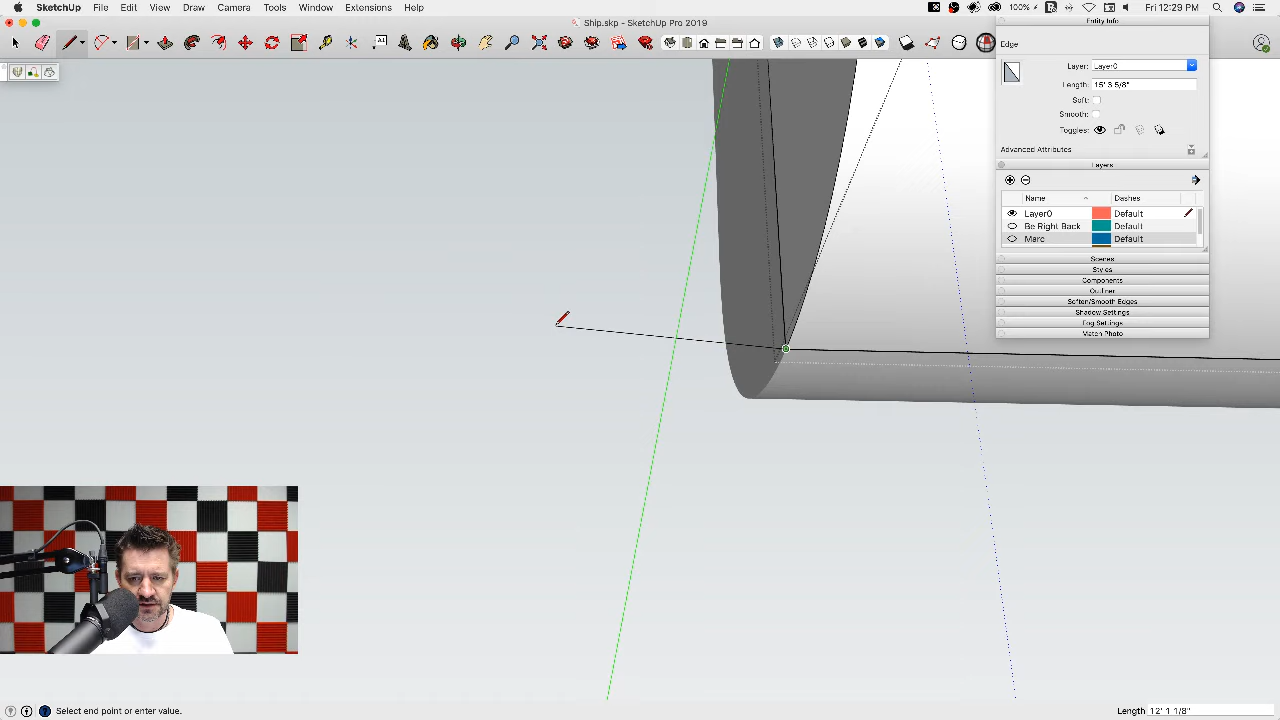 SketchUp File Edit View Draw Camera Tools Window Extensions Help
100% Fri 12:29 PM
Ship.skp - SketchUp Pro 2019
Entity Info
Edge
Layer: Layer0
Length: 15' 3 5/8"
Soft:
Smooth:
Toggles:
Advanced Attributes
Layers
Name Dashes
Layer0 Default
Be Right Back Default
Marc Default
Scenes
Styles
Components
Outliner
Soften/Smooth Edges
Shadow Settings
Fog Settings
Match Photo
Select end point or enter value.
Length 12' 1 1/8"